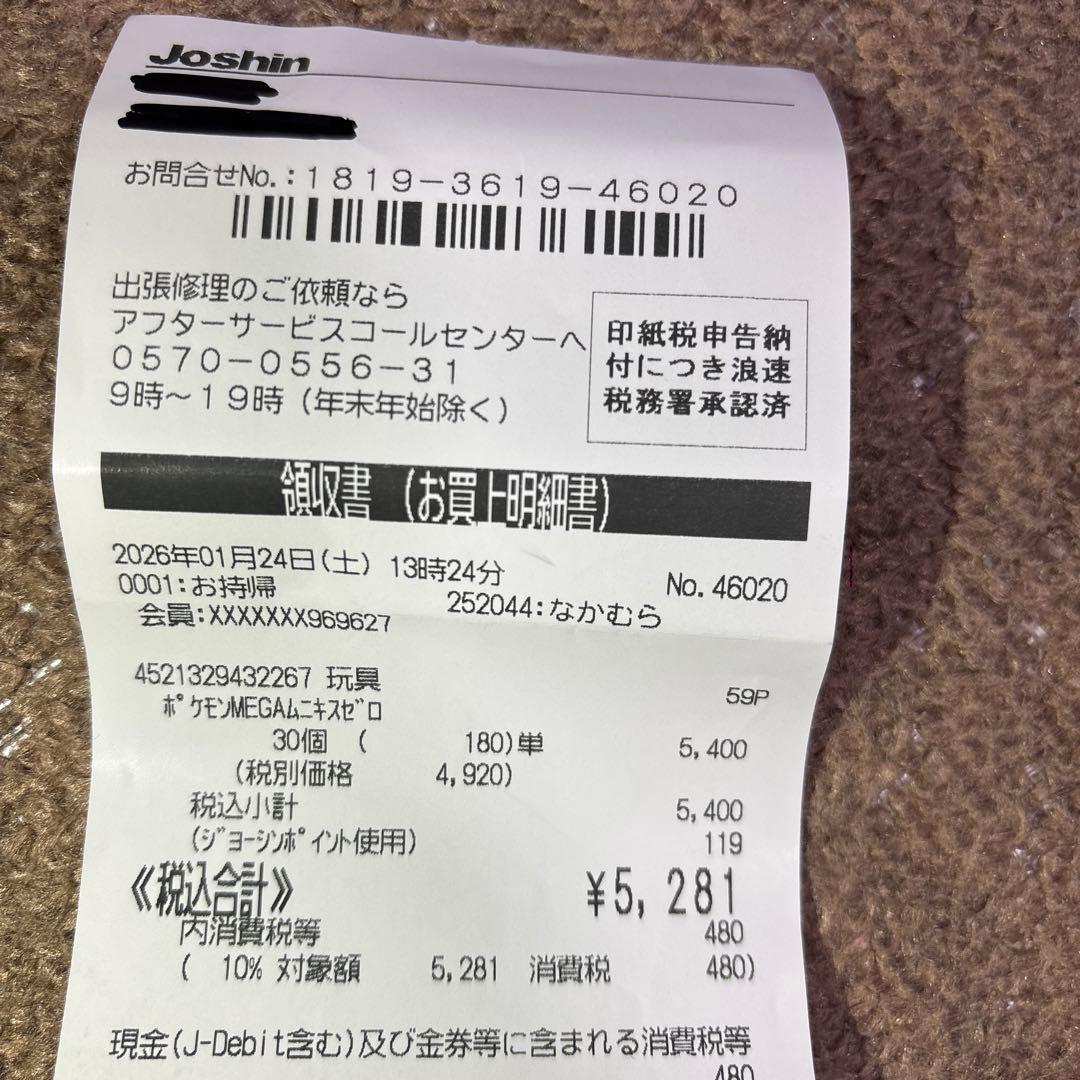 Joshin
お問合せNo.:1819-3619-46020
出張修理のご依頼なら
アフターサービスコールセンターへ
0570-0556-31
9時~19時(年末年始除く)
印紙税申告納
付につき浪速
税務署承認済
領収書 (お買上明細書)
2026年01月24日(土) 13時24分 No.46020
0001:お持帰 252044:なかむら
会員:XXXXXXX969627
4521329432267 玩具 59P
ポケモンMEGAムニキスゼロ
30個 ( 180)単 5,400
(税別価格 4,920)
税込小計 5,400
(ジョーシンポイント使用) 119
《税込合計》 ¥5,281
内消費税等 480
( 10% 対象額 5,281 消費税 480)
現金(J-Debit含む)及び金券等に含まれる消費税等
480